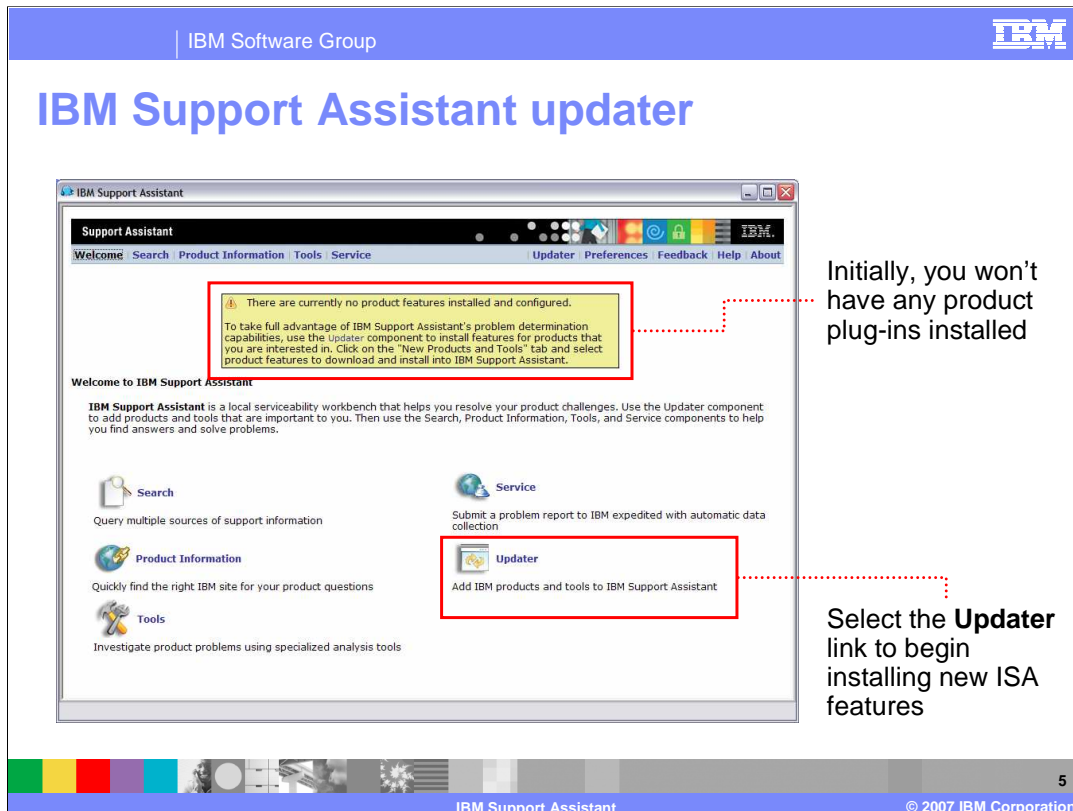 IBM Software Group
IBM
IBM Support Assistant updater
IBM Support Assistant
Support Assistant
IBM.
Welcome | Search | Product Information | Tools | Service
Updater | Preferences | Feedback | Help | About
There are currently no product features installed and configured.
To take full advantage of IBM Support Assistant's problem determination
capabilities, use the Updater component to install features for products that
you are interested in. Click on the "New Products and Tools" tab and select
product features to download and install into IBM Support Assistant.
Welcome to IBM Support Assistant
IBM Support Assistant is a local serviceability workbench that helps you resolve your product challenges. Use the Updater component
to add products and tools that are important to you. Then use the Search, Product Information, Tools, and Service components to help
you find answers and solve problems.
Search
Query multiple sources of support information
Service
Submit a problem report to IBM expedited with automatic data
collection
Product Information
Quickly find the right IBM site for your product questions
Updater
Add IBM products and tools to IBM Support Assistant
Tools
Investigate product problems using specialized analysis tools
Initially, you won't
have any product
plug-ins installed
Select the Updater
link to begin
installing new ISA
features
5
IBM Support Assistant
© 2007 IBM Corporation